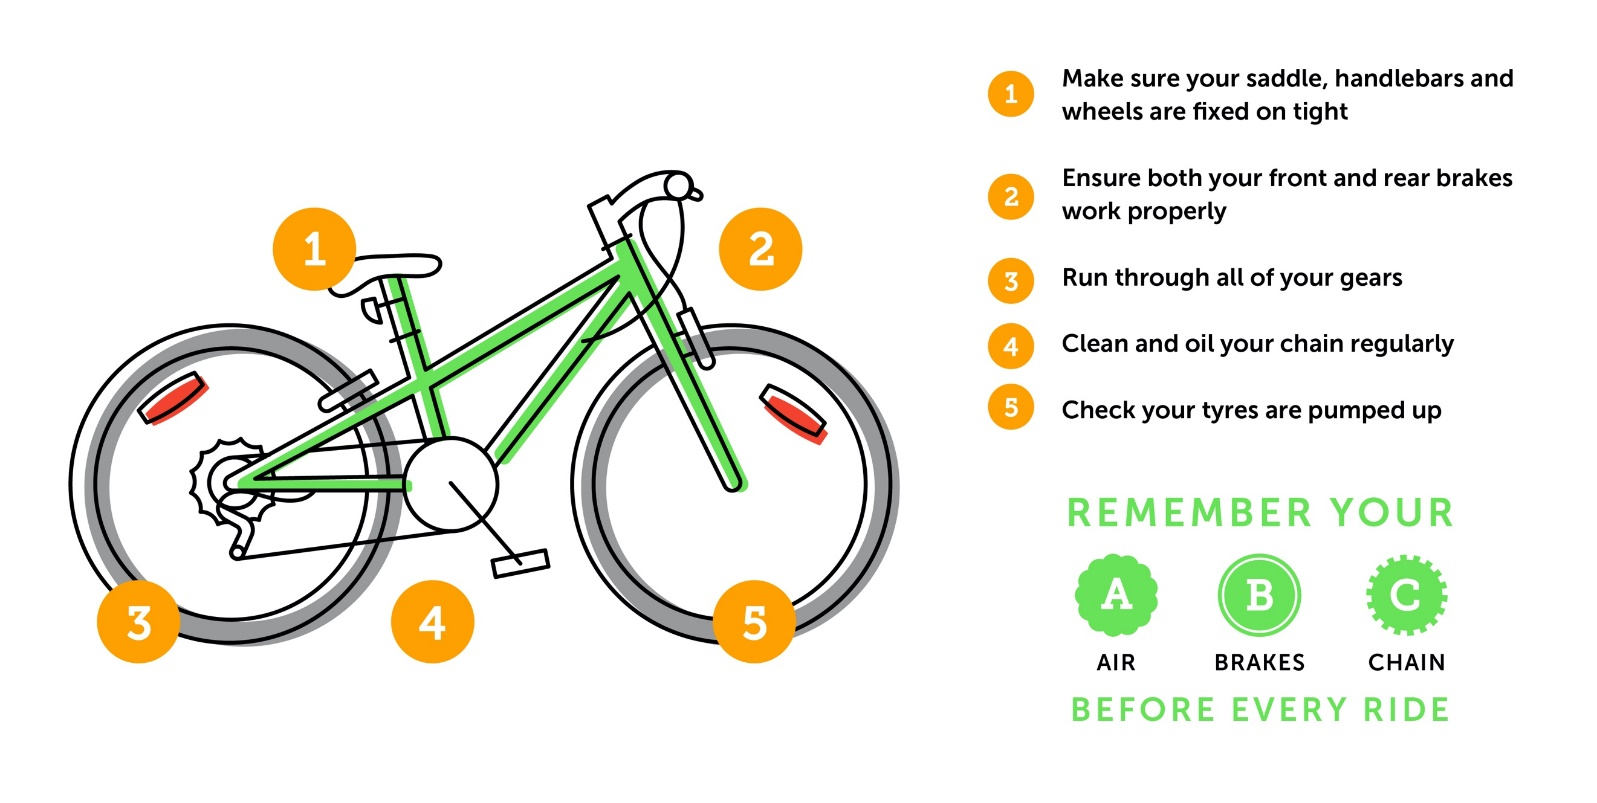 1
2
3
4
5
1 Make sure your saddle, handlebars and
wheels are fixed on tight
2 Ensure both your front and rear brakes
work properly
3 Run through all of your gears
4 Clean and oil your chain regularly
5 Check your tyres are pumped up
REMEMBER YOUR
A B C
AIR BRAKES CHAIN
BEFORE EVERY RIDE